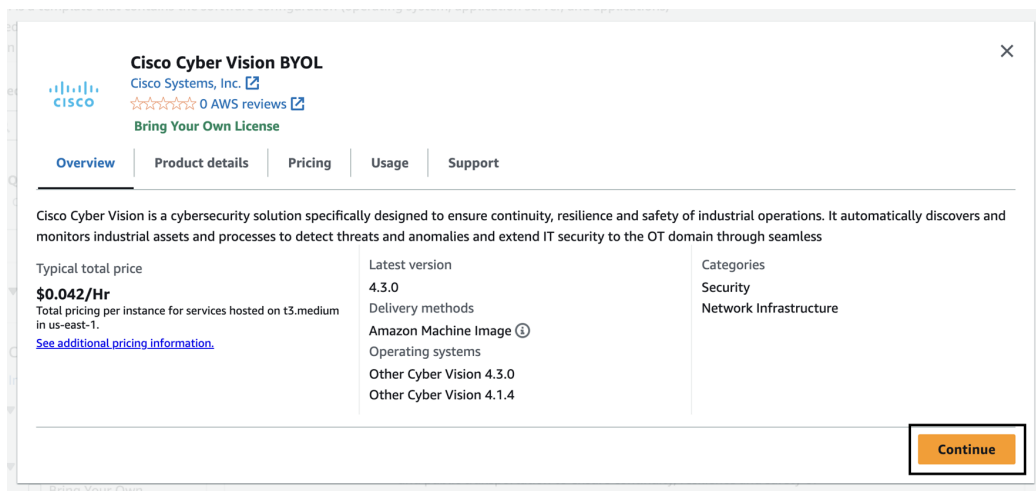 Cisco Cyber Vision BYOL
Cisco Systems, Inc.
CISCO
0 AWS reviews
Bring Your Own License
Overview
Product details
Pricing
Usage
Support
Cisco Cyber Vision is a cybersecurity solution specifically designed to ensure continuity, resilience and safety of industrial operations. It automatically discovers and
monitors industrial assets and processes to detect threats and anomalies and extend IT security to the OT domain through seamless
Typical total price
$0.042/Hr
Total pricing per instance for services hosted on t3.medium
in us-east-1.
See additional pricing information.
Latest version
4.3.0
Delivery methods
Amazon Machine Image
Operating systems
Other Cyber Vision 4.3.0
Other Cyber Vision 4.1.4
Categories
Security
Network Infrastructure
Continue
Bring Your Own